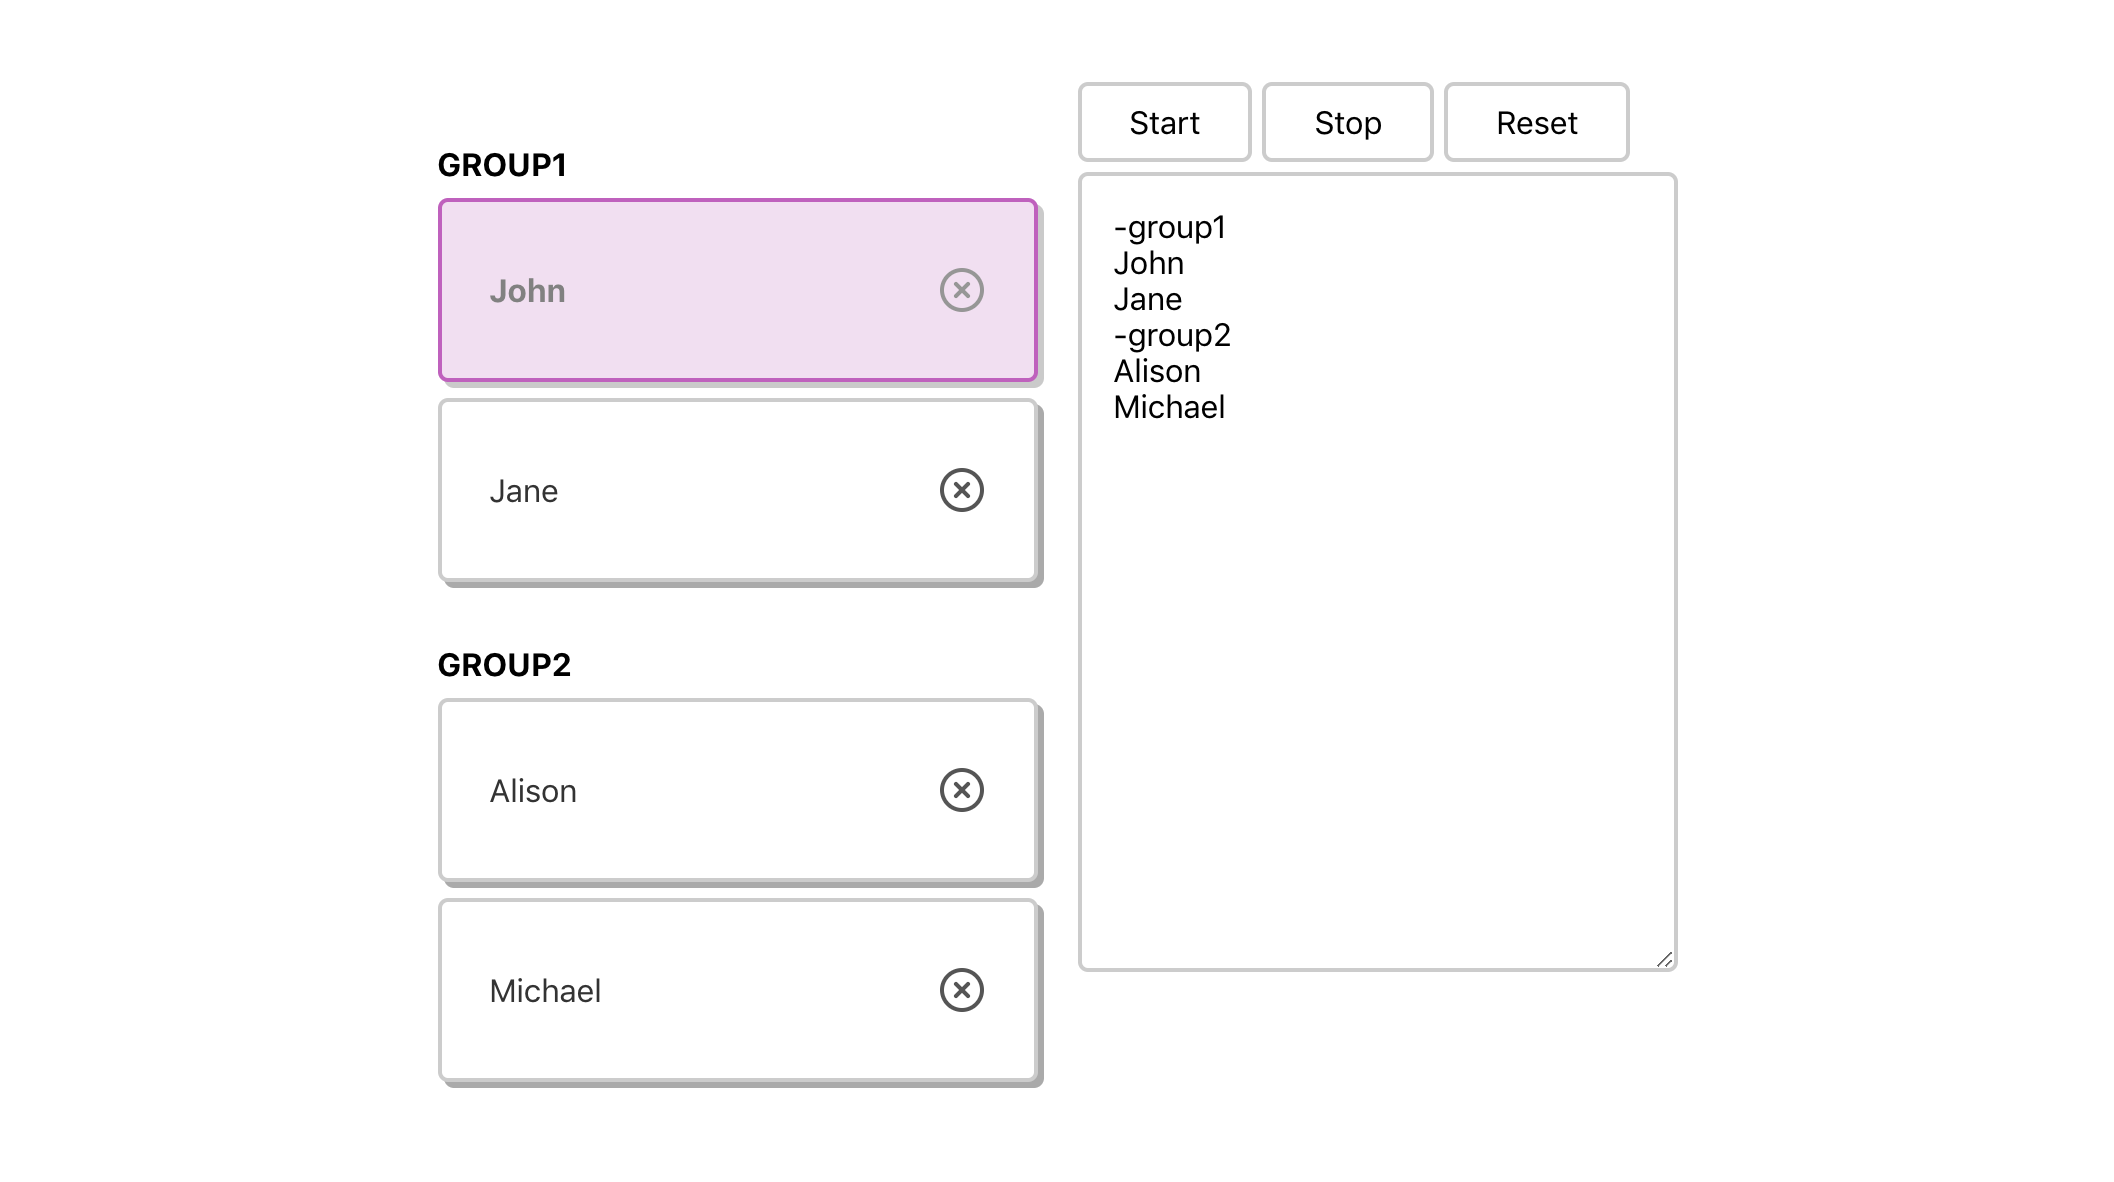 GROUP1
John
Jane
GROUP2
Alison
Michael
Start Stop Reset
-group1
John
Jane
-group2
Alison
Michael